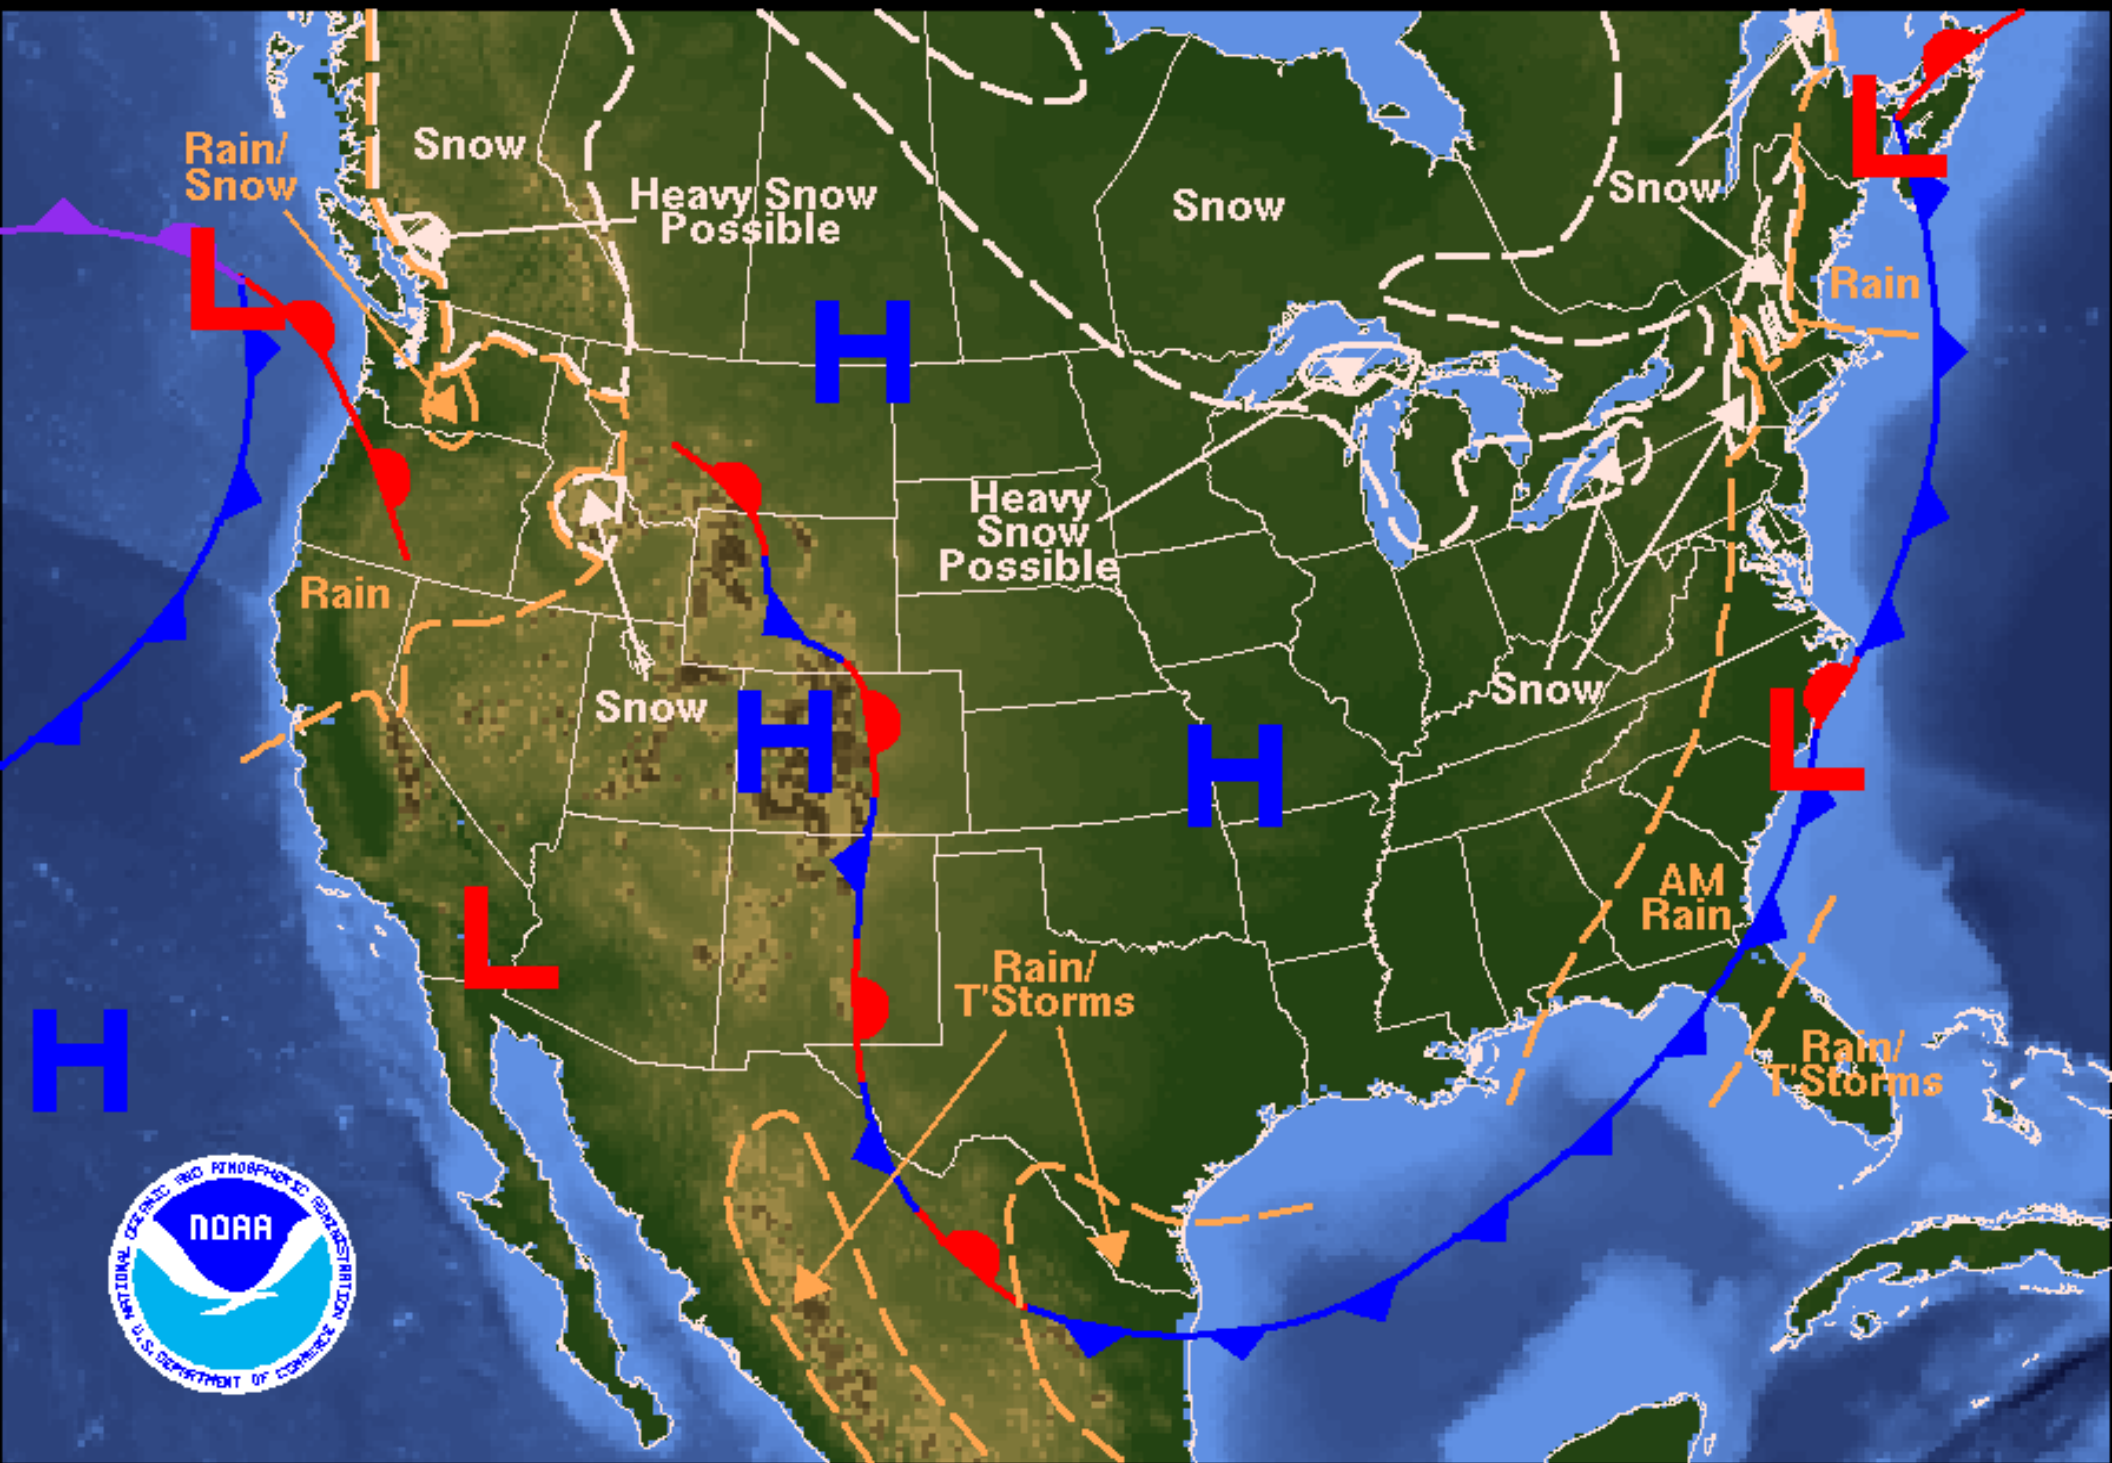 Rain/
Snow
Snow
Heavy Snow
Possible
Snow
Snow
Rain
L
L
H
Heavy
Snow
Possible
Rain
Snow
H
H
Snow
L
L
AM
Rain
Rain/
T'Storms
H
Rain/
T'Storms
NATIONAL OCEANIC AND ATMOSPHERIC ADMINISTRATION
NOAA
U.S. DEPARTMENT OF COMMERCE